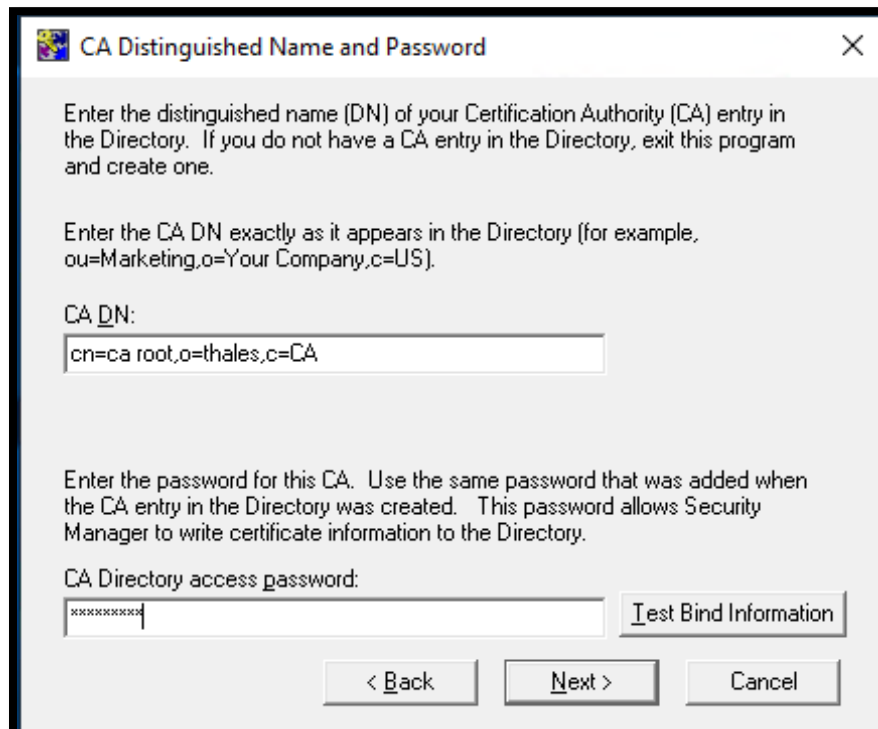 CA Distinguished Name and Password
Enter the distinguished name (DN) of your Certification Authority (CA) entry in
the Directory. If you do not have a CA entry in the Directory, exit this program
and create one.
Enter the CA DN exactly as it appears in the Directory (for example,
ou=Marketing,o=Your Company,c=US).
CA DN:
cn=ca root,o=thales,c=CA
Enter the password for this CA. Use the same password that was added when
the CA entry in the Directory was created. This password allows Security
Manager to write certificate information to the Directory.
CA Directory access password:
×××××××××
Test Bind Information
< Back
Next >
Cancel